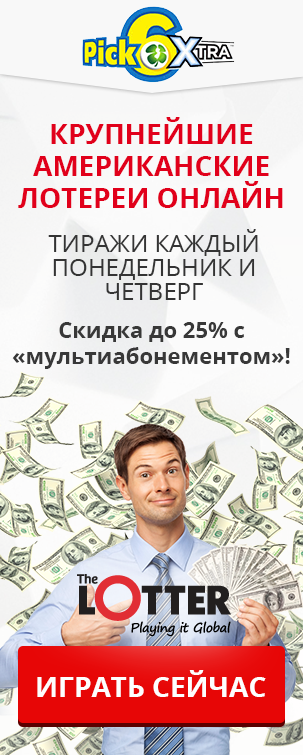 Pick 6 XTRA
КРУПНЕЙШИЕ
АМЕРИКАНСКИЕ
ЛОТЕРЕИ ОНЛАЙН
ТИРАЖИ КАЖДЫЙ
ПОНЕДЕЛЬНИК И
ЧЕТВЕРГ
Скидка до 25% с
«мультиабонементом»!
The
LOTTER
Playing it Global
ИГРАТЬ СЕЙЧАС